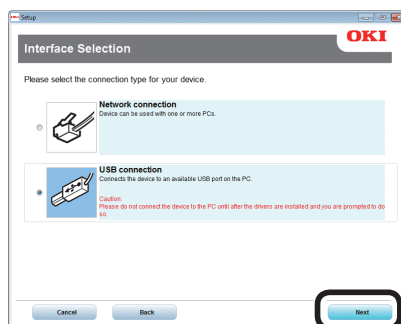 Setup
OKI
Interface Selection
Please select the connection type for your device.
Network connection
Device can be used with one or more PCs.
USB connection
Connects the device to an available USB port on the PC.
Caution:
Please do not connect the device to the PC until after the drivers are installed and you are prompted to do
so.
Cancel
Back
Next